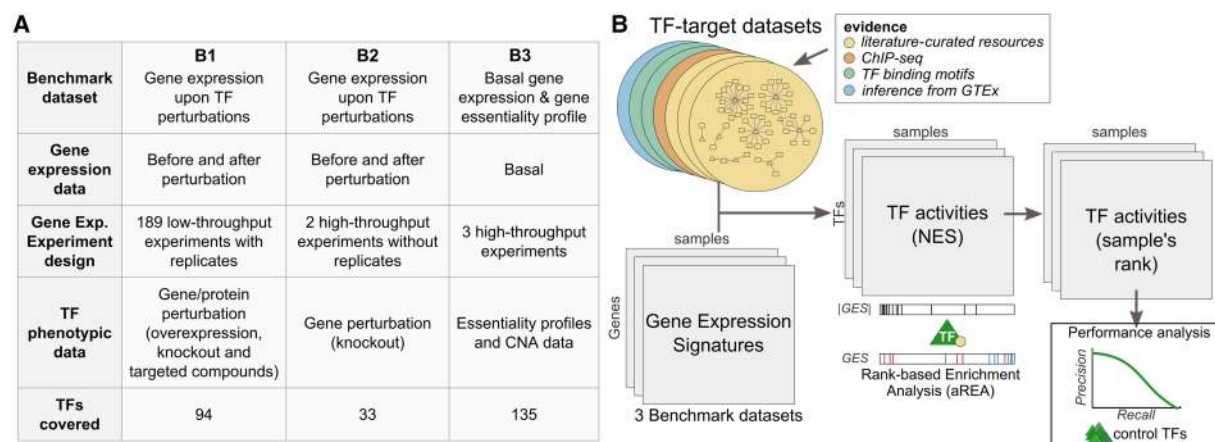 A
Benchmark dataset
B1
Gene expression upon TF perturbations
B2
Gene expression upon TF perturbations
B3
Basal gene expression & gene essentiality profile
Gene expression data
Before and after perturbation
Before and after perturbation
Basal
Gene Exp. Experiment design
189 low-throughput experiments with replicates
2 high-throughput experiments without replicates
3 high-throughput experiments
TF phenotypic data
Gene/protein perturbation (overexpression, knockout and targeted compounds)
Gene perturbation (knockout)
Essentiality profiles and CNA data
TFs covered
94
33
135
B
TF-target datasets
evidence
literature-curated resources
ChIP-seq
TF binding motifs
inference from GTEx
samples
Genes
Gene Expression
Signatures
3 Benchmark datasets
samples
TFs
TF activities
(NES)
|GES|
TF
GES
Rank-based Enrichment
Analysis (aREA)
samples
TF activities
(sample's
rank)
Performance analysis
Precision
Recall
control TFs